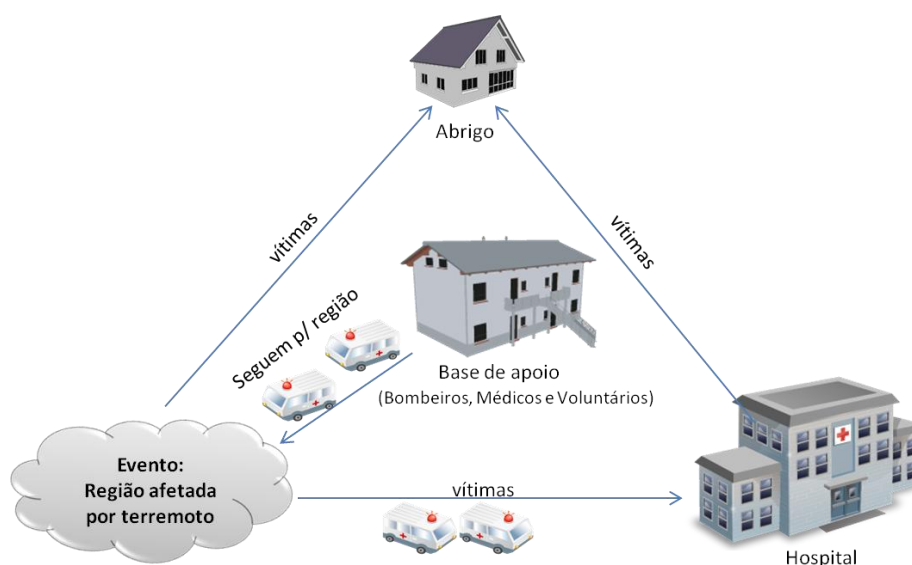 Abrigo
vítimas
vítimas
Seguem p/ região
Base de apoio
(Bombeiros, Médicos e Voluntários)
Evento:
Região afetada
por terremoto
vítimas
Hospital